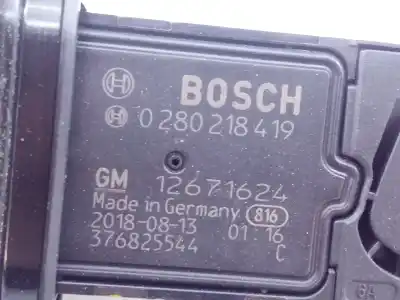 BOSCH
0 280 218 419
GM 12671624
Made in Germany 816
2018-08-13 01 16
376825544 C